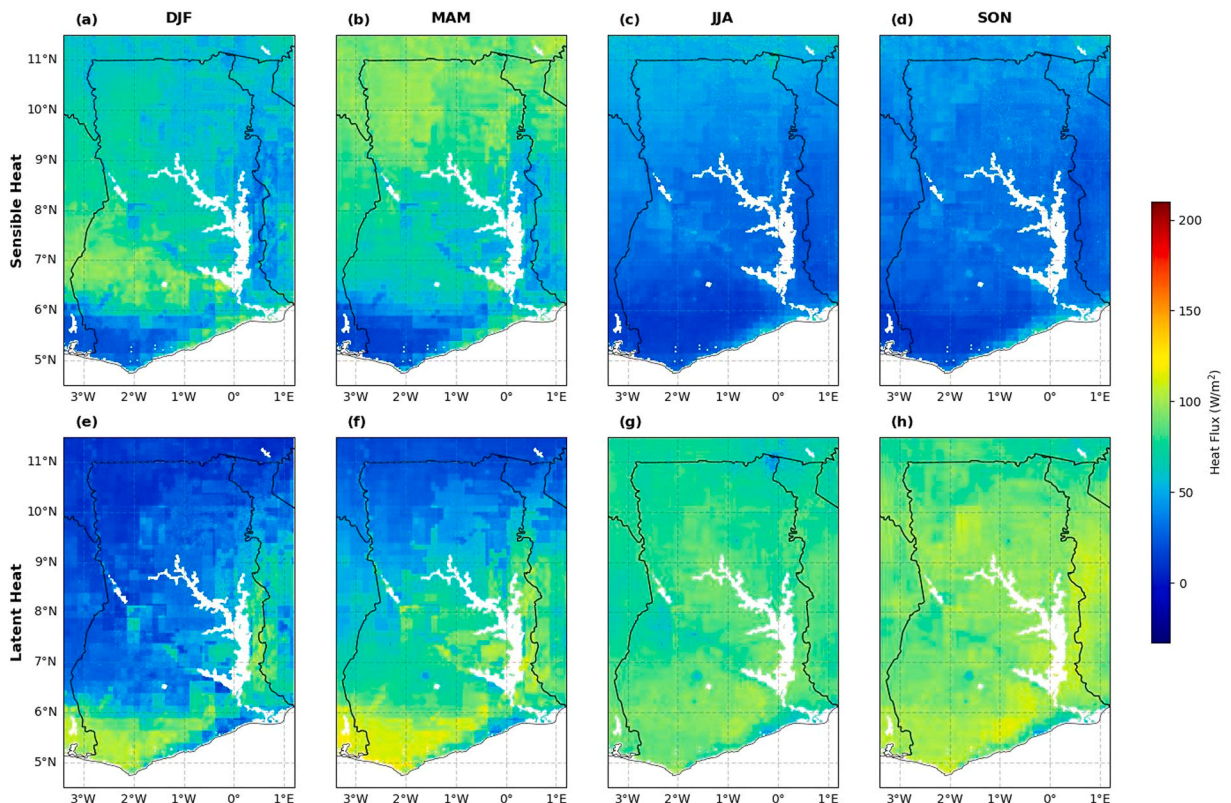 (a) DJF (b) MAM (c) JJA (d) SON
Sensible Heat
11°N
10°N
9°N
8°N
7°N
6°N
5°N
3°W 2°W 1°W 0° 1°E 3°W 2°W 1°W 0° 1°E 3°W 2°W 1°W 0° 1°E 3°W 2°W 1°W 0° 1°E
(e) (f) (g) (h)
Latent Heat
11°N
10°N
9°N
8°N
7°N
6°N
5°N
3°W 2°W 1°W 0° 1°E 3°W 2°W 1°W 0° 1°E 3°W 2°W 1°W 0° 1°E 3°W 2°W 1°W 0° 1°E
200
150
100
50
0
Heat Flux (W/m²)